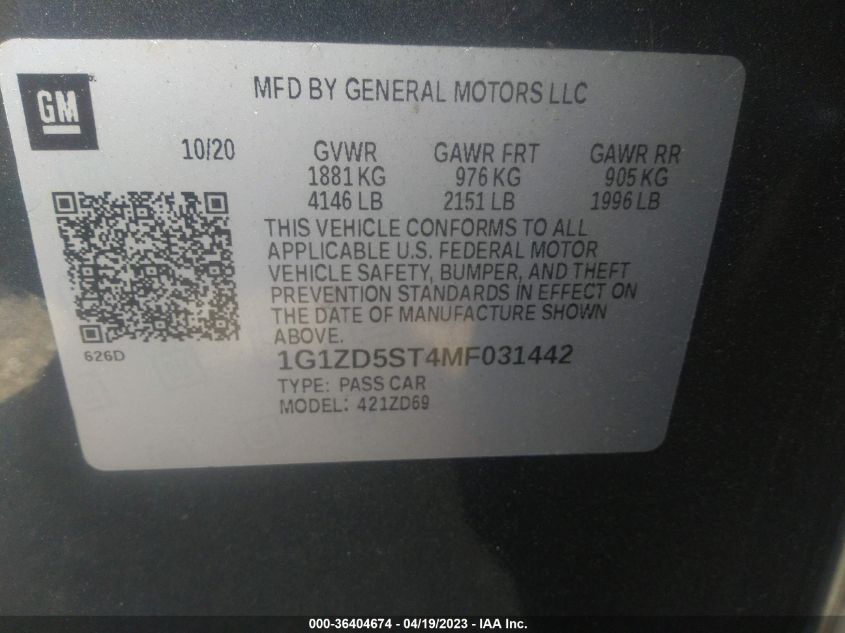 GM
MFD BY GENERAL MOTORS LLC
10/20 GVWR GAWR FRT GAWR RR
1881 KG 976 KG 905 KG
4146 LB 2151 LB 1996 LB
THIS VEHICLE CONFORMS TO ALL
APPLICABLE U.S. FEDERAL MOTOR
VEHICLE SAFETY, BUMPER, AND THEFT
PREVENTION STANDARDS IN EFFECT ON
THE DATE OF MANUFACTURE SHOWN
ABOVE.
626D
1G1ZD5ST4MF031442
TYPE: PASS CAR
MODEL: 421ZD69
000-36404674 - 04/19/2023 - IAA Inc.